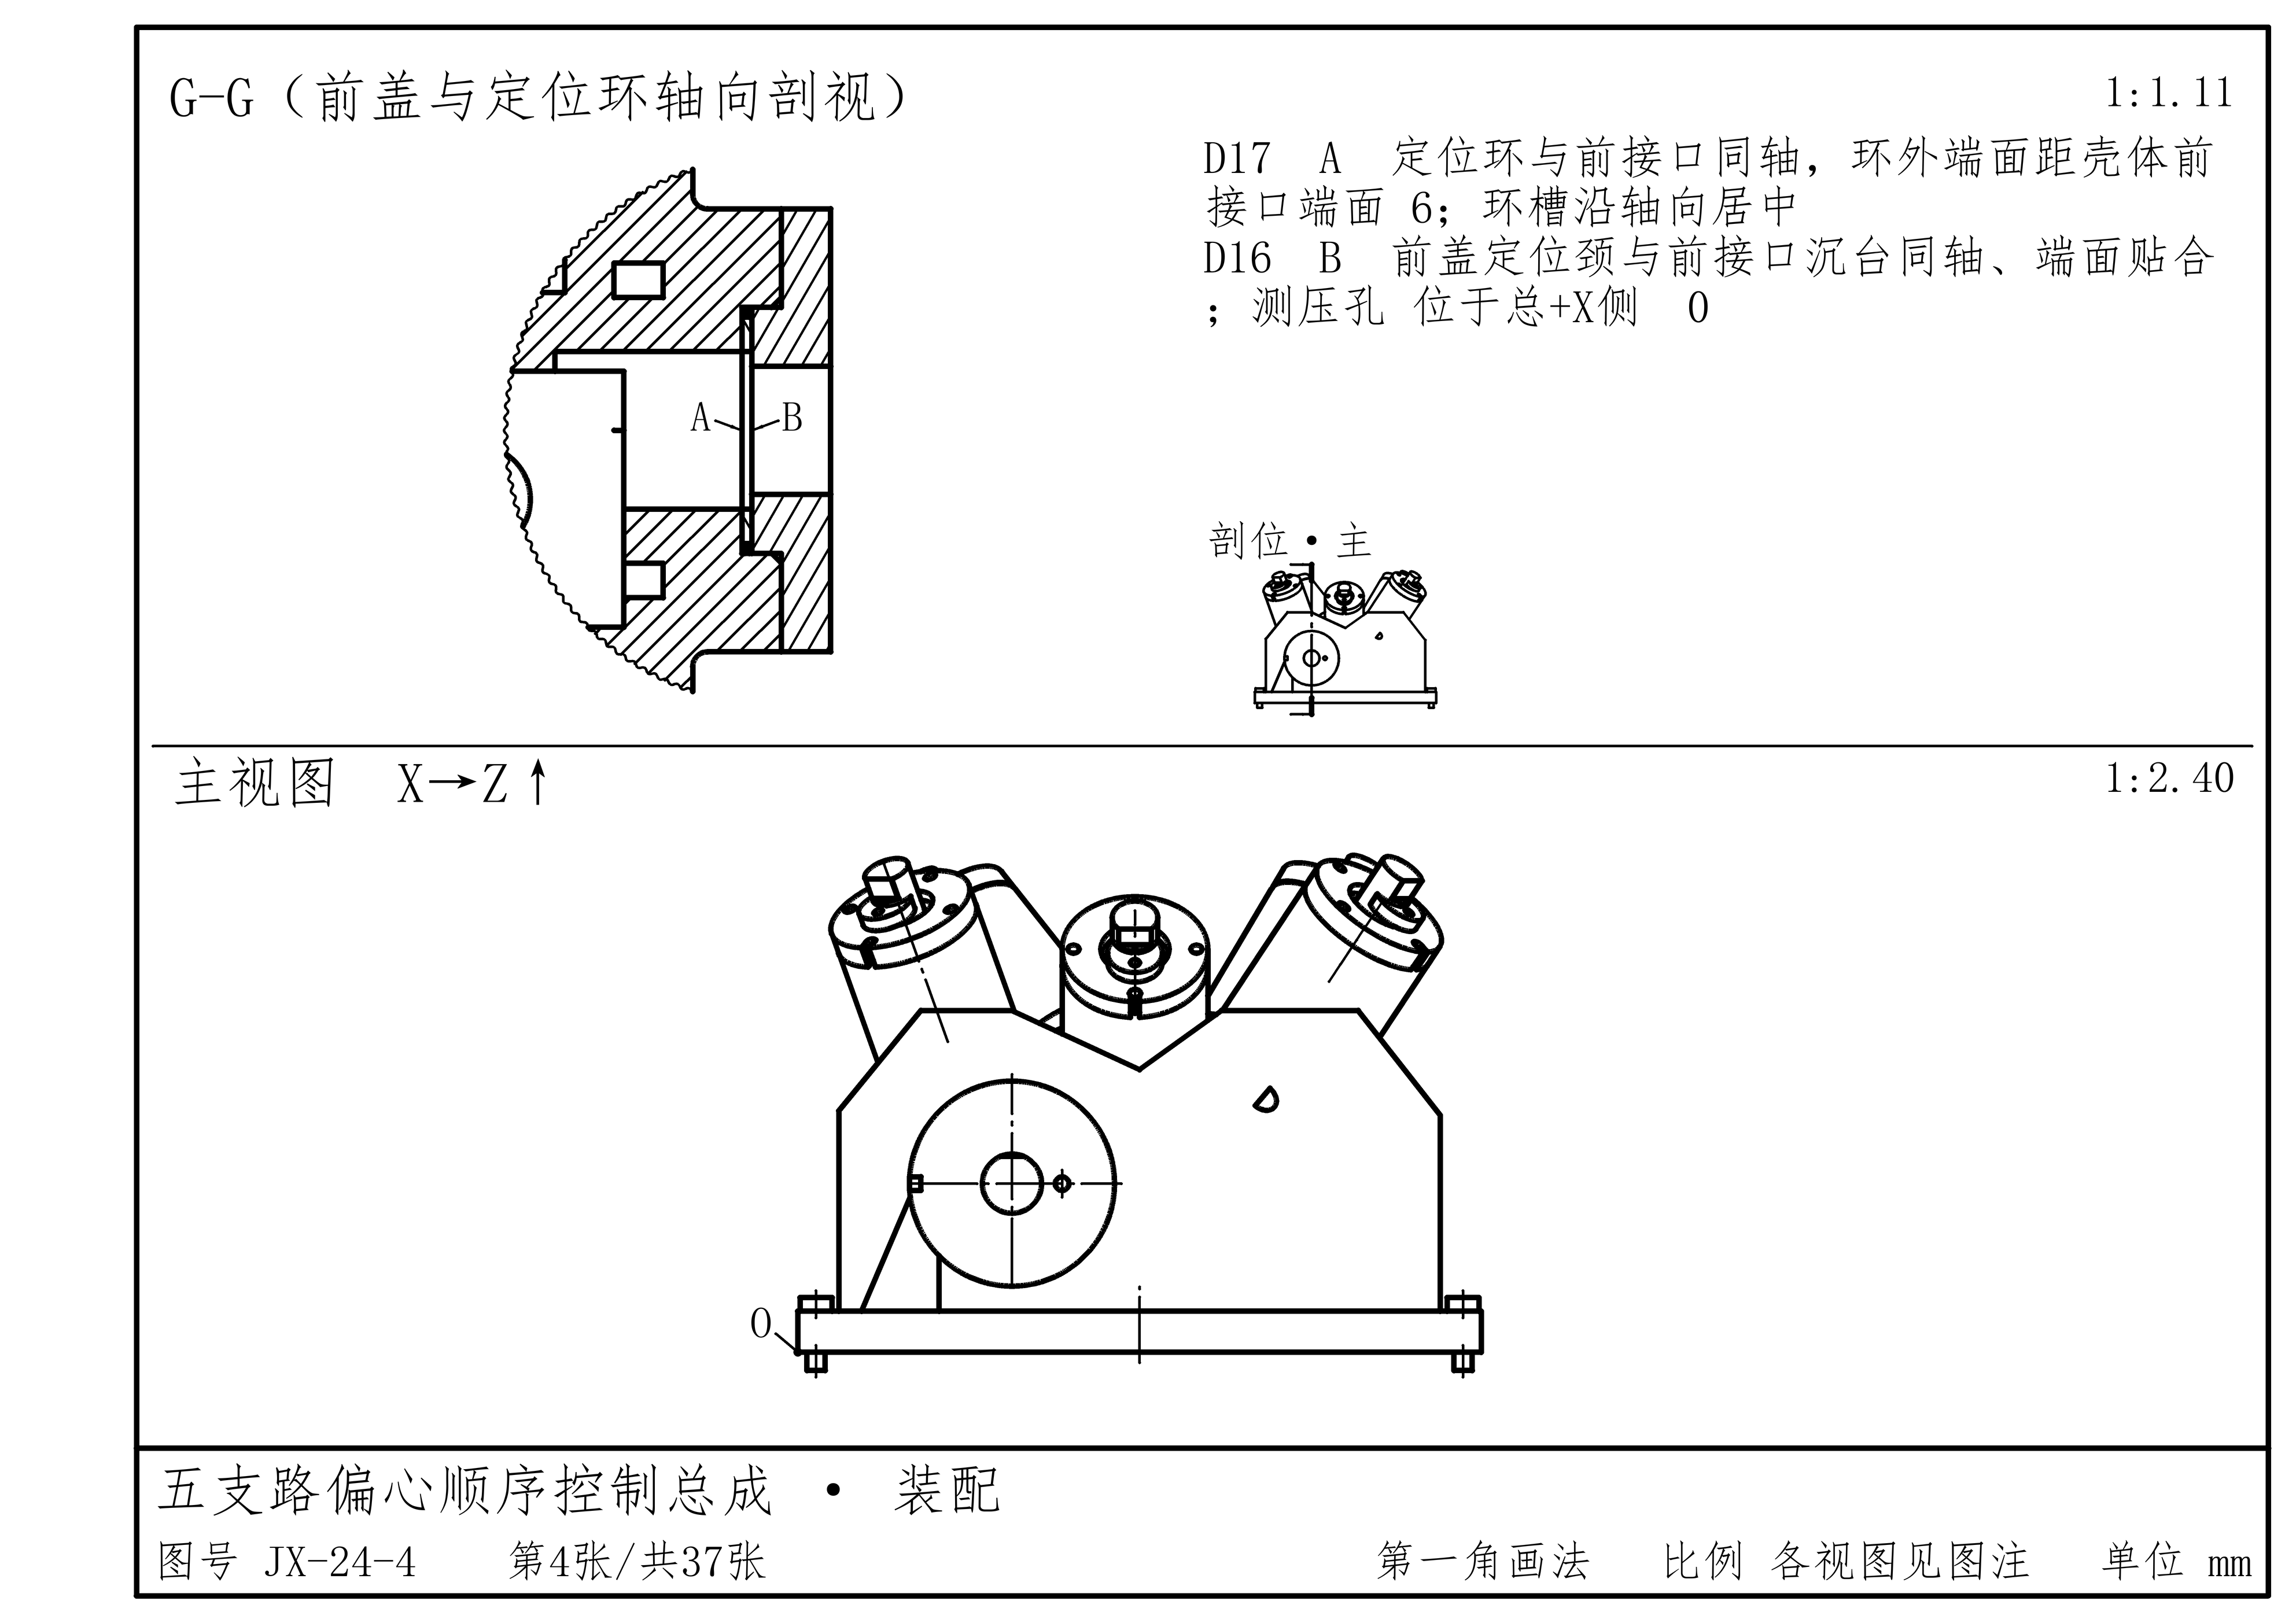 G-G（前盖与定位环轴向剖视）
1:1.11
D17 A 定位环与前接口同轴，环外端面距壳体前
接口端面 6；环槽沿轴向居中
D16 B 前盖定位颈与前接口沉台同轴、端面贴合
；测压孔 位于总+X侧 O
A
B
剖位·主
主视图 X→Z↑
1:2.40
O
五支路偏心顺序控制总成 · 装配
图号 JX-24-4 第4张/共37张 第一角画法 比例 各视图见图注 单位 mm